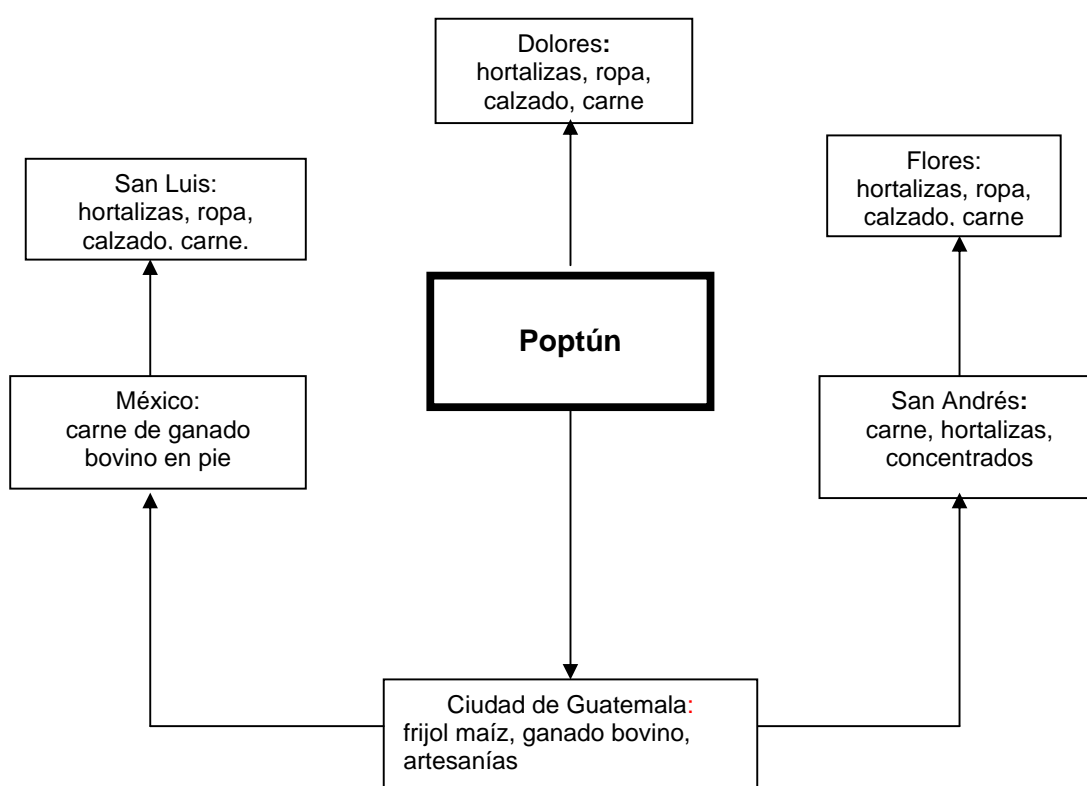 Dolores:
hortalizas, ropa,
calzado, carne
San Luis:
hortalizas, ropa,
calzado, carne.
Flores:
hortalizas, ropa,
calzado, carne
Poptún
México:
carne de ganado
bovino en pie
San Andrés:
carne, hortalizas,
concentrados
Ciudad de Guatemala:
frijol maíz, ganado bovino,
artesanías